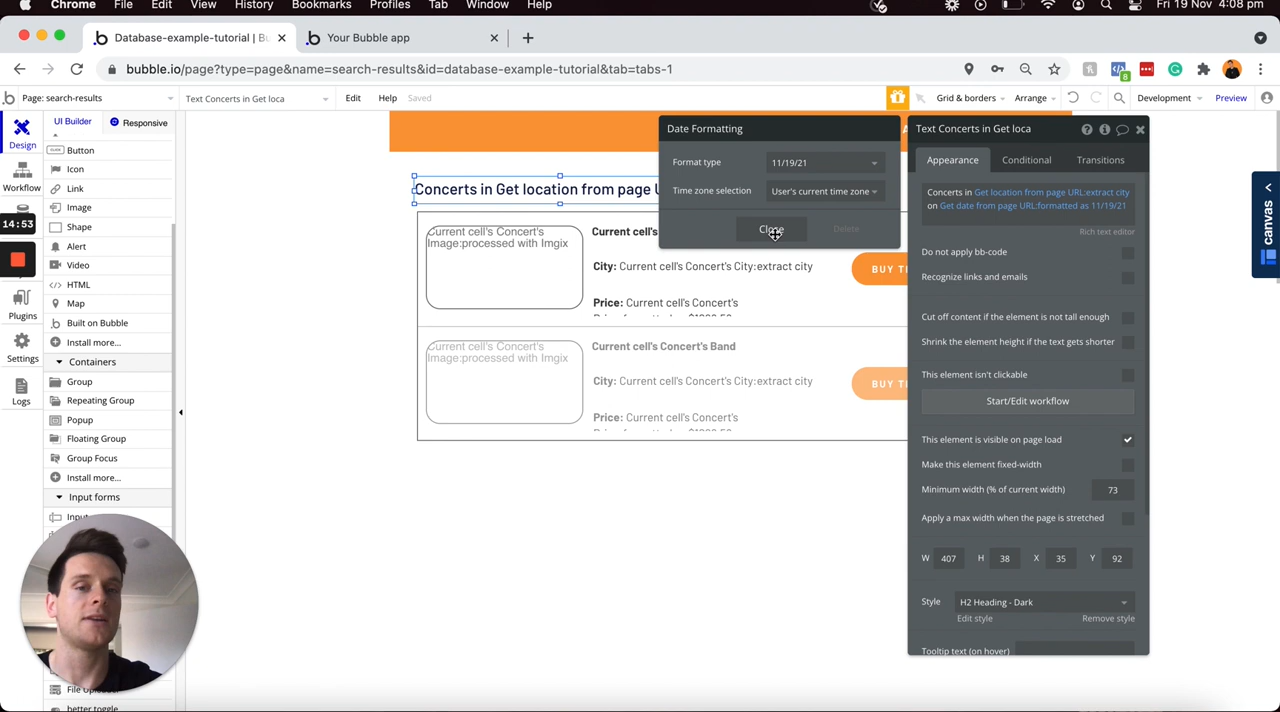 Chrome File Edit View History Bookmarks Profiles Tab Window Help Fri 19 Nov 4:08 pm
Database-example-tutorial | Bu
Your Bubble app
bubble.io/page?type=page&name=search-results&id=database-example-tutorial&tab=tabs-1
8
Page: search-results
Text Concerts in Get loca
Edit
Help
Saved
Grid & borders
Arrange
Development
Preview
UI Builder
Responsive
Design
Workflow
14:53
Plugins
Settings
Logs
Button
Icon
Link
Image
Shape
Alert
Video
HTML
Map
Built on Bubble
Install more...
Containers
Group
Repeating Group
Popup
Floating Group
Group Focus
Install more...
Input forms
Concerts in Get location from page U
Current cell's Concert's
Image:processed with Imgix
City: Current cell's Concert's City:extract city
Price: Current cell's Concert's
Current cell's Concert's
Image:processed with Imgix
Current cell's Concert's Band
City: Current cell's Concert's City:extract city
BUY T
Price: Current cell's Concert's
Date Formatting
Format type
11/19/21
Time zone selection
User's current time zone
Close
Delete
Text Concerts in Get loca
Appearance
Conditional
Transitions
Concerts in Get location from page URL:extract city
on Get date from page URL:formatted as 11/19/21
Rich text editor
Do not apply bb-code
Recognize links and emails
Cut off content if the element is not tall enough
Shrink the element height if the text gets shorter
This element isn't clickable
Start/Edit workflow
This element is visible on page load
Make this element fixed-width
Minimum width (% of current width) 73
Apply a max width when the page is stretched
W 407 H 38 X 35 Y 92
Style H2 Heading - Dark
Edit style
Remove style
Tooltip text (on hover)
canvas
better toggle